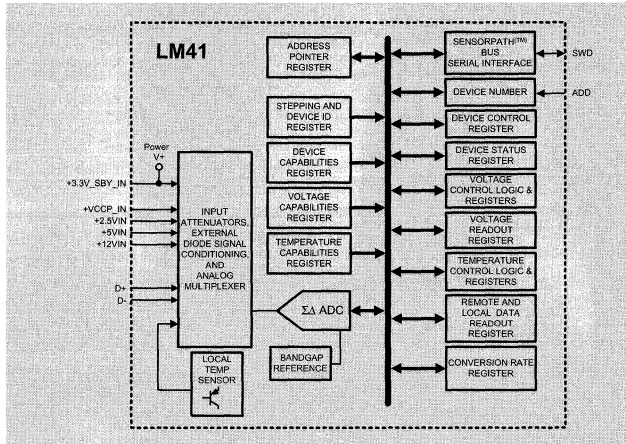 LM41
ADDRESS
POINTER
REGISTER
STEPPING AND
DEVICE ID
REGISTER
DEVICE
CAPABILITIES
REGISTER
VOLTAGE
CAPABILITIES
REGISTER
TEMPERATURE
CAPABILITIES
REGISTER
Power
V+
+3.3V_SBY_IN
+VCCP_IN
+2.5VIN
+5VIN
+12VIN
D+
D-
INPUT
ATTENUATORS,
EXTERNAL
DIODE SIGNAL
CONDITIONING,
AND
ANALOG
MULTIPLEXER
LOCAL
TEMP
SENSOR
ΣΔ ADC
BANDGAP
REFERENCE
SENSORPATH(TM)
BUS
SERIAL INTERFACE
SWD
DEVICE NUMBER
ADD
DEVICE CONTROL
REGISTER
DEVICE STATUS
REGISTER
VOLTAGE
CONTROL LOGIC &
REGISTERS
VOLTAGE
READOUT
REGISTER
TEMPERATURE
CONTROL LOGIC &
REGISTERS
REMOTE AND
LOCAL DATA
READOUT
REGISTER
CONVERSION RATE
REGISTER